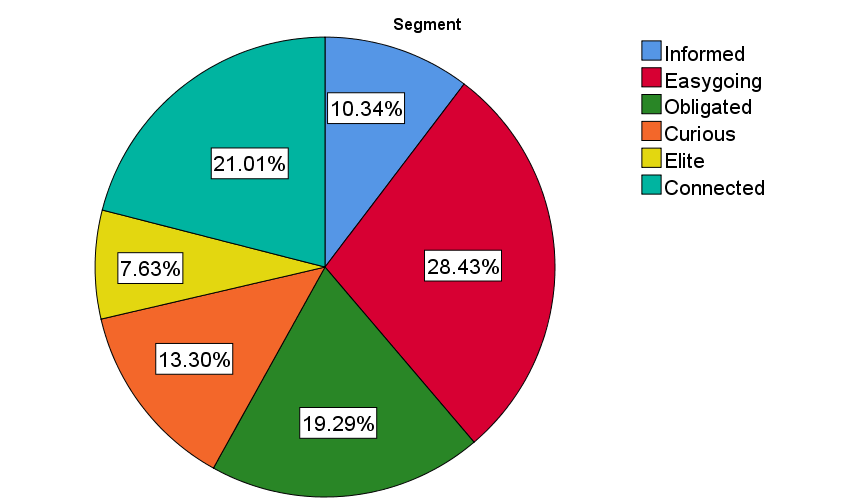 Segment
Informed
Easygoing
Obligated
Curious
Elite
Connected
10.34%
28.43%
19.29%
13.30%
7.63%
21.01%